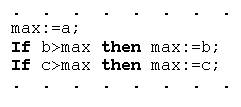 . . . . . . . . .
max:=a;
If b>max then max:=b;
If c>max then max:=c;
. . . . . . . . .